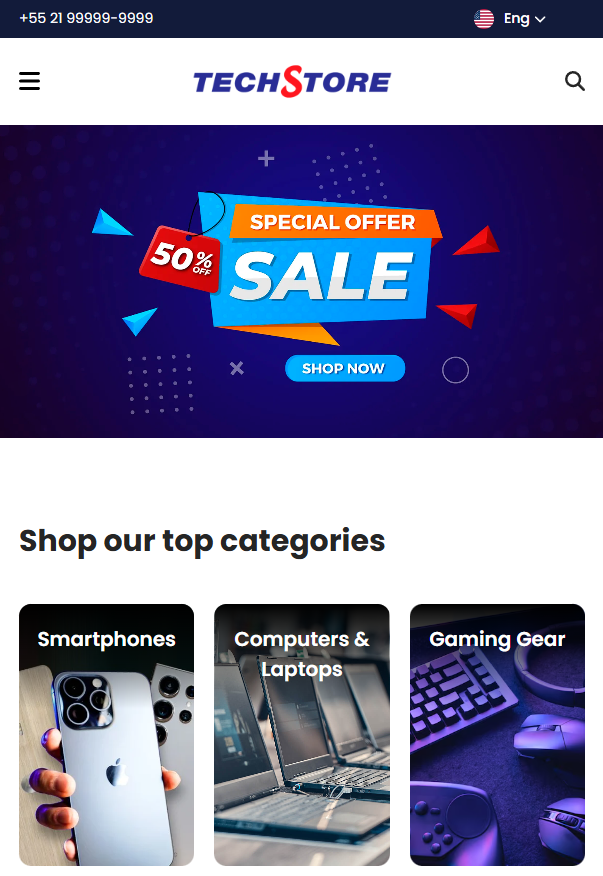 +55 21 99999-9999
Eng
TECHSTORE
SPECIAL OFFER
50% OFF
SALE
SHOP NOW
Shop our top categories
Smartphones
Computers &
Laptops
Gaming Gear